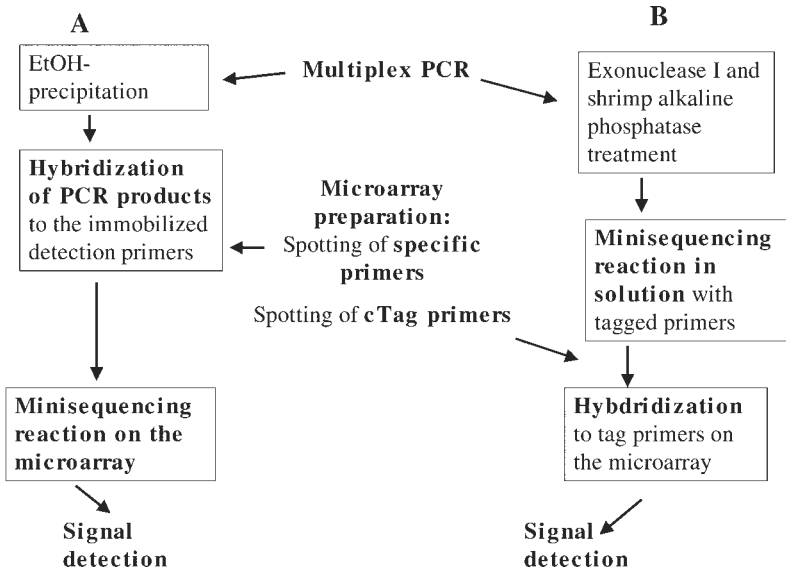 A
EtOH-
precipitation
Hybridization
of PCR products
to the immobilized
detection primers
Minisequencing
reaction on the
microarray
Signal
detection
Multiplex PCR
Microarray
preparation:
Spotting of specific
primers
Spotting of cTag primers
B
Exonuclease I and
shrimp alkaline
phosphatase
treatment
Minisequencing
reaction in
solution with
tagged primers
Hybdridization
to tag primers on
the microarray
Signal
detection